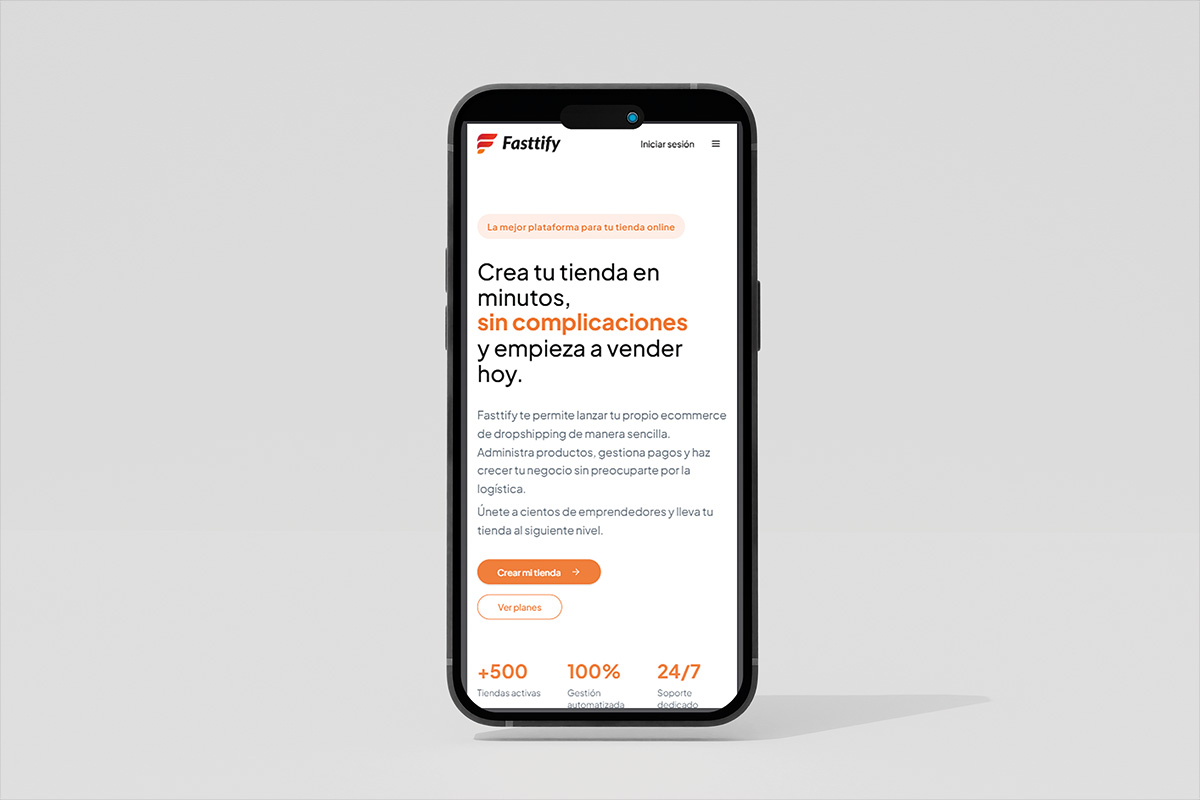 Fasttify
Iniciar sesión
La mejor plataforma para tu tienda online
Crea tu tienda en
minutos,
sin complicaciones
y empieza a vender
hoy.
Fasttify te permite lanzar tu propio ecommerce
de dropshipping de manera sencilla.
Administra productos, gestiona pagos y haz
crecer tu negocio sin preocuparte por la
logística.
Únete a cientos de emprendedores y lleva tu
tienda al siguiente nivel.
Crear mi tienda →
Ver planes
+500 100% 24/7
Tiendas activas Gestión Soporte
automatizada dedicado